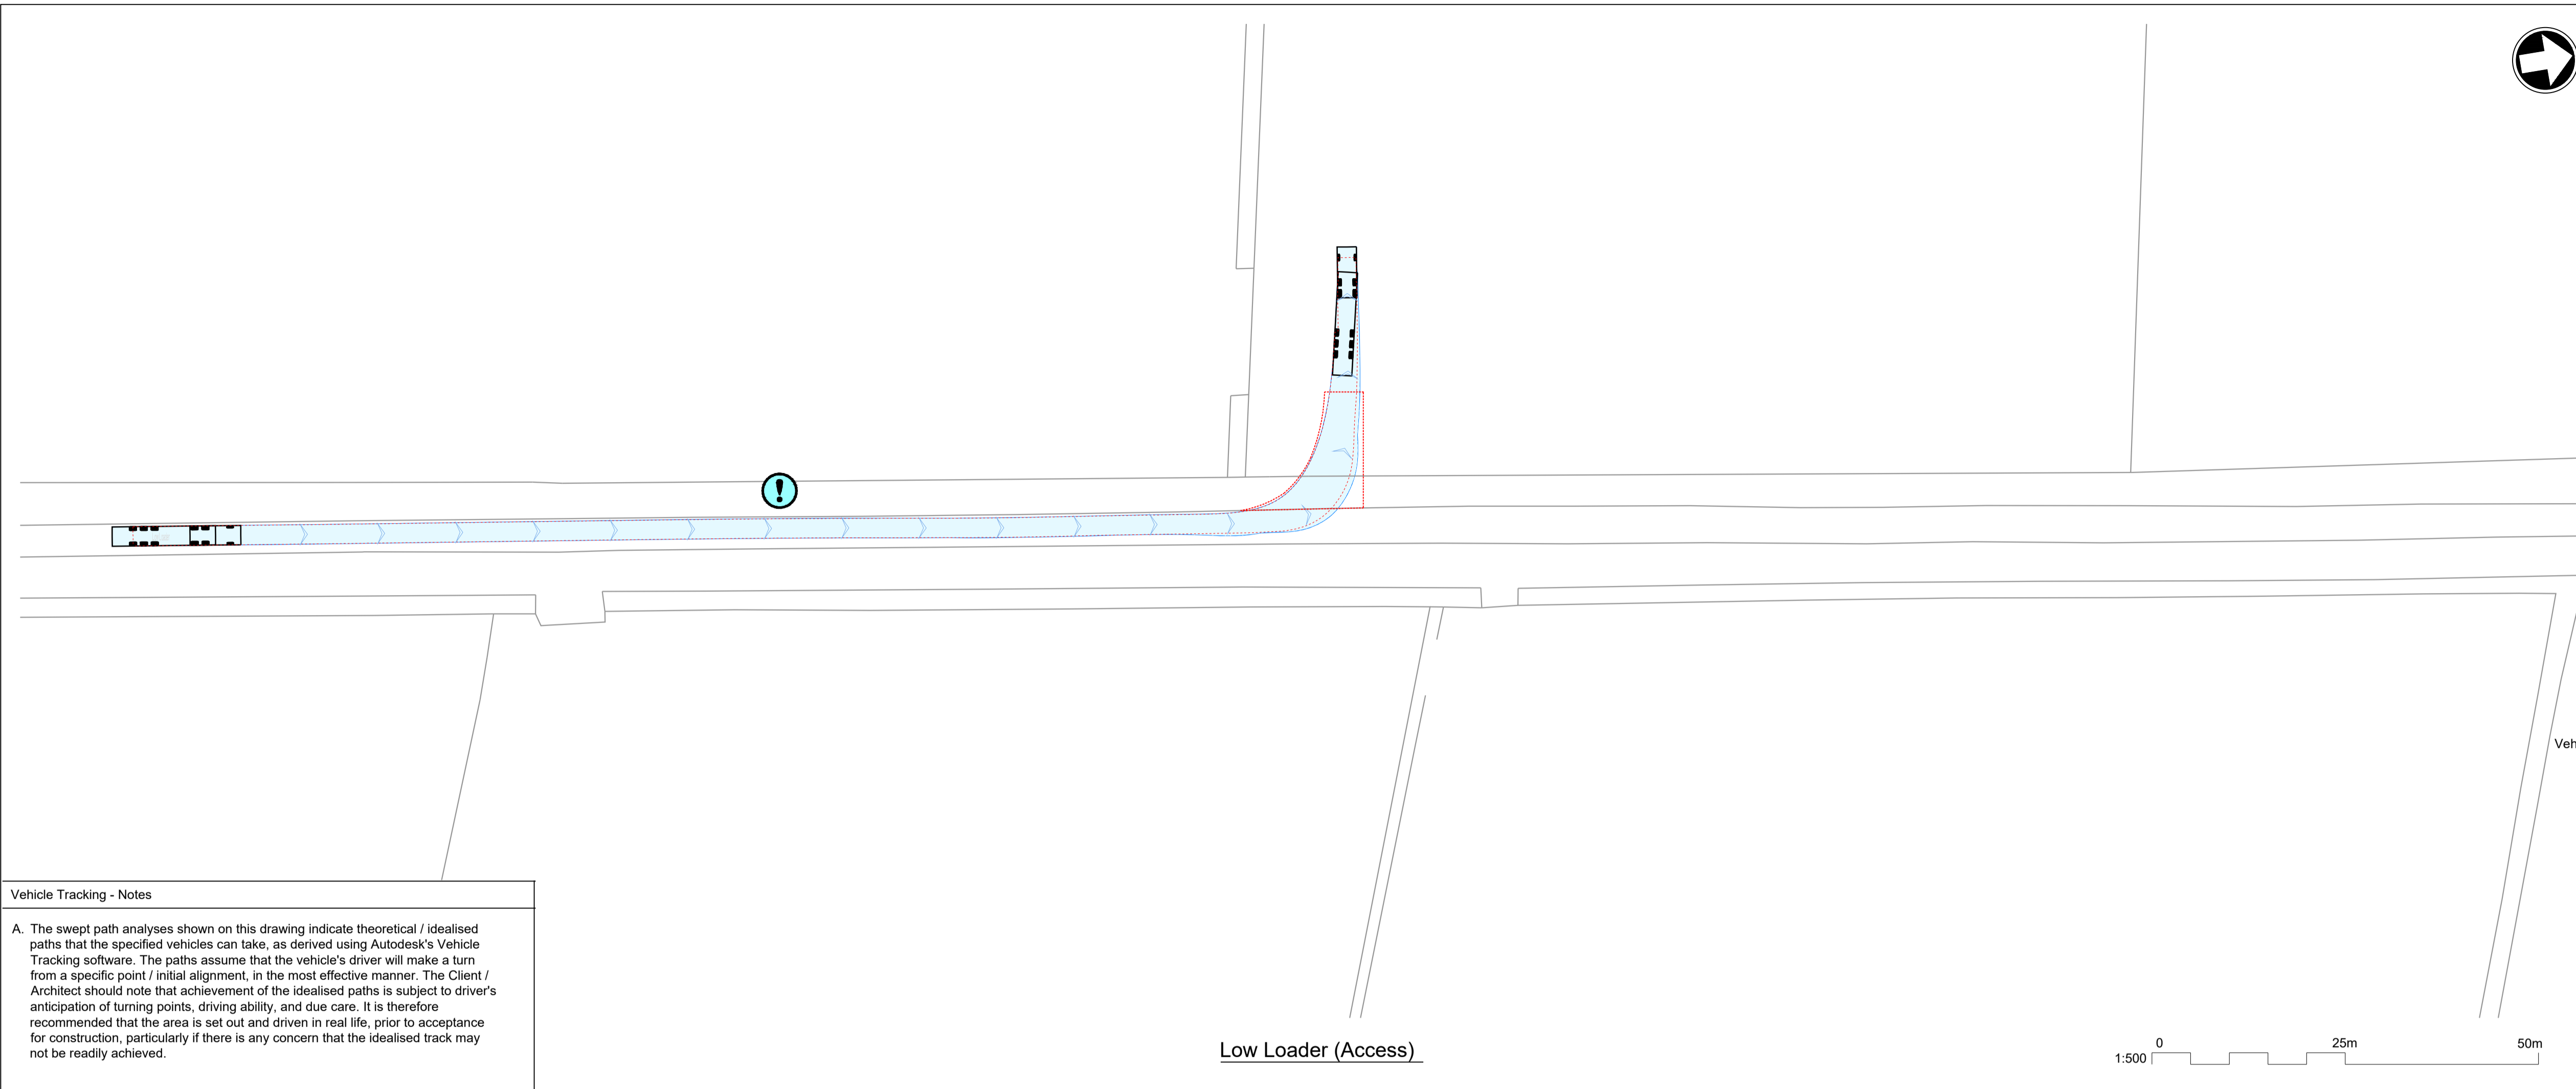 Veh
Vehicle Tracking - Notes
A. The swept path analyses shown on this drawing indicate theoretical / idealised
paths that the specified vehicles can take, as derived using Autodesk's Vehicle
Tracking software. The paths assume that the vehicle's driver will make a turn
from a specific point / initial alignment, in the most effective manner. The Client /
Architect should note that achievement of the idealised paths is subject to driver's
anticipation of turning points, driving ability, and due care. It is therefore
recommended that the area is set out and driven in real life, prior to acceptance
for construction, particularly if there is any concern that the idealised track may
not be readily achieved.
Low Loader (Access)
0 25m 50m
1:500